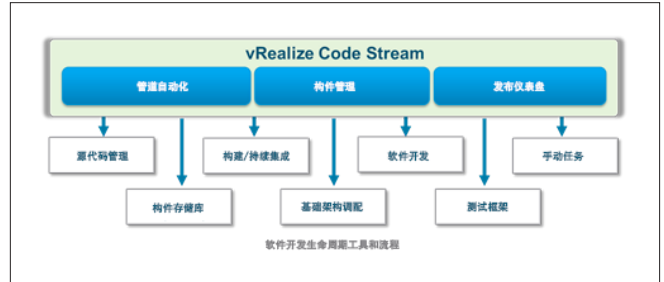 vRealize Code Stream
管道自动化
构件管理
发布仪表盘
源代码管理
构建/持续集成
软件开发
手动任务
构件存储库
基础架构调配
测试框架
软件开发生命周期工具和流程